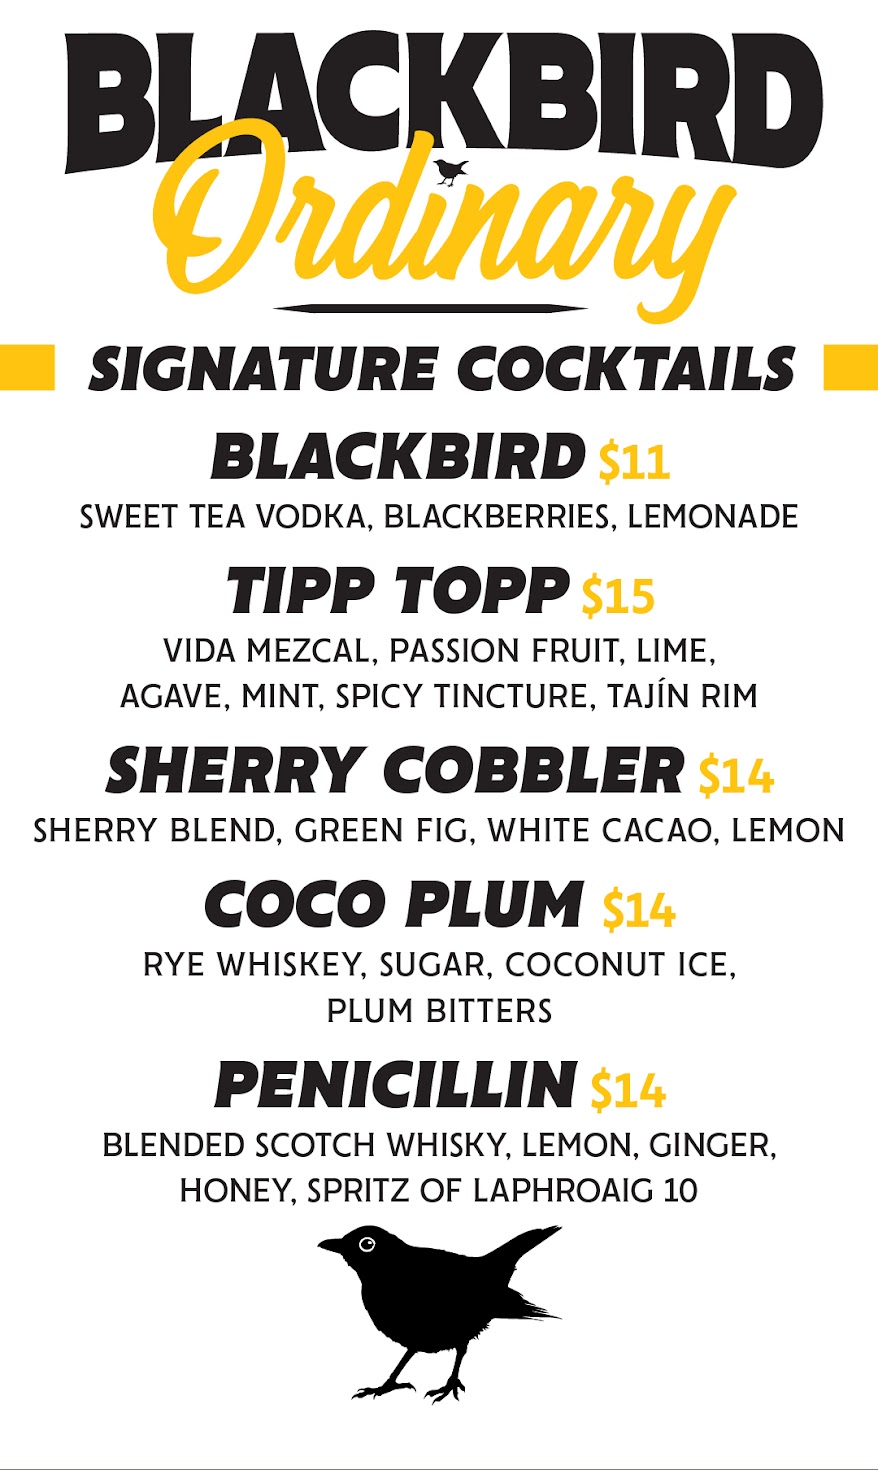 BLACKBIRD
Ordinary
SIGNATURE COCKTAILS
BLACKBIRD $11
SWEET TEA VODKA, BLACKBERRIES, LEMONADE
TIPP TOPP $15
VIDA MEZCAL, PASSION FRUIT, LIME,
AGAVE, MINT, SPICY TINCTURE, TAJÍN RIM
SHERRY COBBLER $14
SHERRY BLEND, GREEN FIG, WHITE CACAO, LEMON
COCO PLUM $14
RYE WHISKEY, SUGAR, COCONUT ICE,
PLUM BITTERS
PENICILLIN $14
BLENDED SCOTCH WHISKY, LEMON, GINGER,
HONEY, SPRITZ OF LAPHROAIG 10